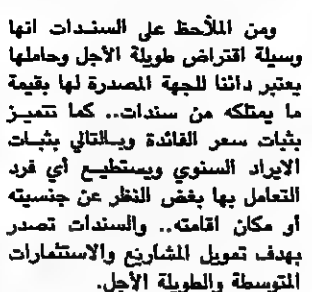 ومن الملأحظ على السندات انها
وسيلة اقتراض طويلة الأجل وحاملها
يعتبر دائنا للجهة المصدرة لها بقيمة
ما يمتلكه من سندات.. كما تتميز
بثبات سعر الفائدة وبالتالي بثبات
الايراد السنوي ويستطيع أي فرد
التعامل بها بغض النظر عن جنسيته
أو مكان اقامته.. والسندات تصدر
بهدف تمويل المشاريع والاستثمارات
المتوسطة والطويلة الأجل.